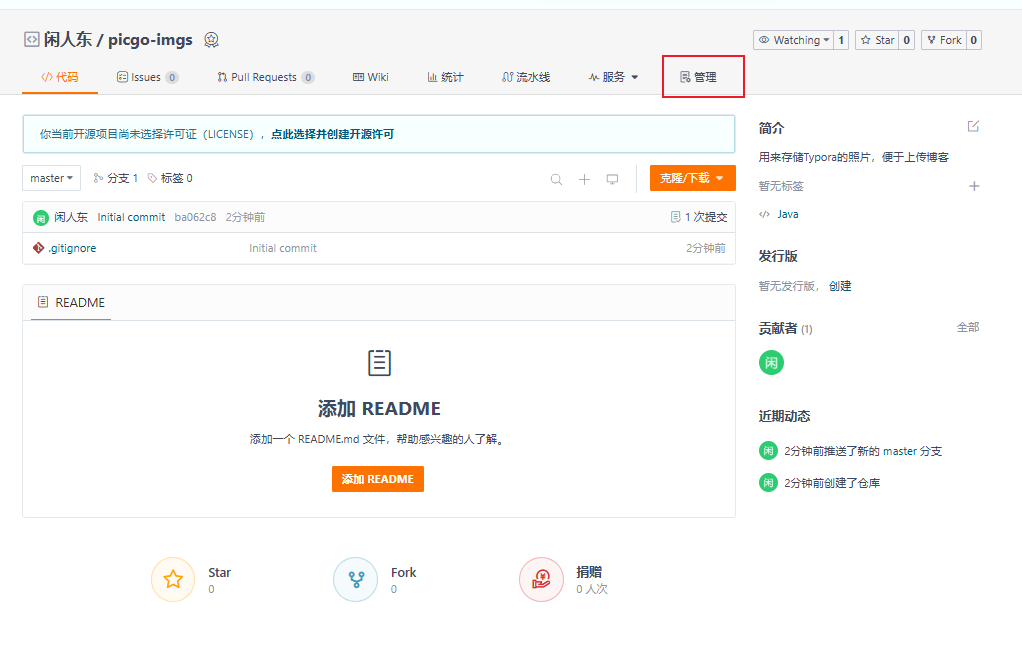 闲人东 / picgo-imgs
Watching 1 Star 0 Fork 0
代码 Issues 0 Pull Requests 0 Wiki 统计 流水线 服务 管理
你当前开源项目尚未选择许可证（LICENSE），点此选择并创建开源许可
master 分支 1 标签 0 克隆/下载
闲 闲人东 Initial commit ba062c8 2分钟前 1 次提交
.gitignore Initial commit 2分钟前
README
添加 README
添加一个 README.md 文件，帮助感兴趣的人了解。
添加 README
简介
用来存储Typora的照片，便于上传博客
暂无标签
Java
发行版
暂无发行版， 创建
贡献者 (1) 全部
闲
近期动态
闲 2分钟前推送了新的 master 分支
闲 2分钟前创建了仓库
Star
0
Fork
0
捐赠
0 人次